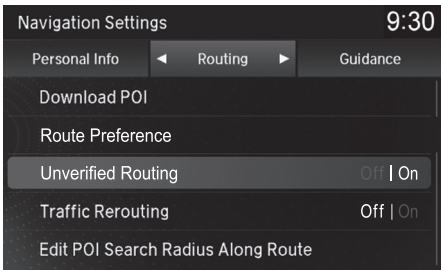 Navigation Settings 9:30
Personal Info ◄ Routing ► Guidance
Download POI
Route Preference
Unverified Routing Off | On
Traffic Rerouting Off | On
Edit POI Search Radius Along Route